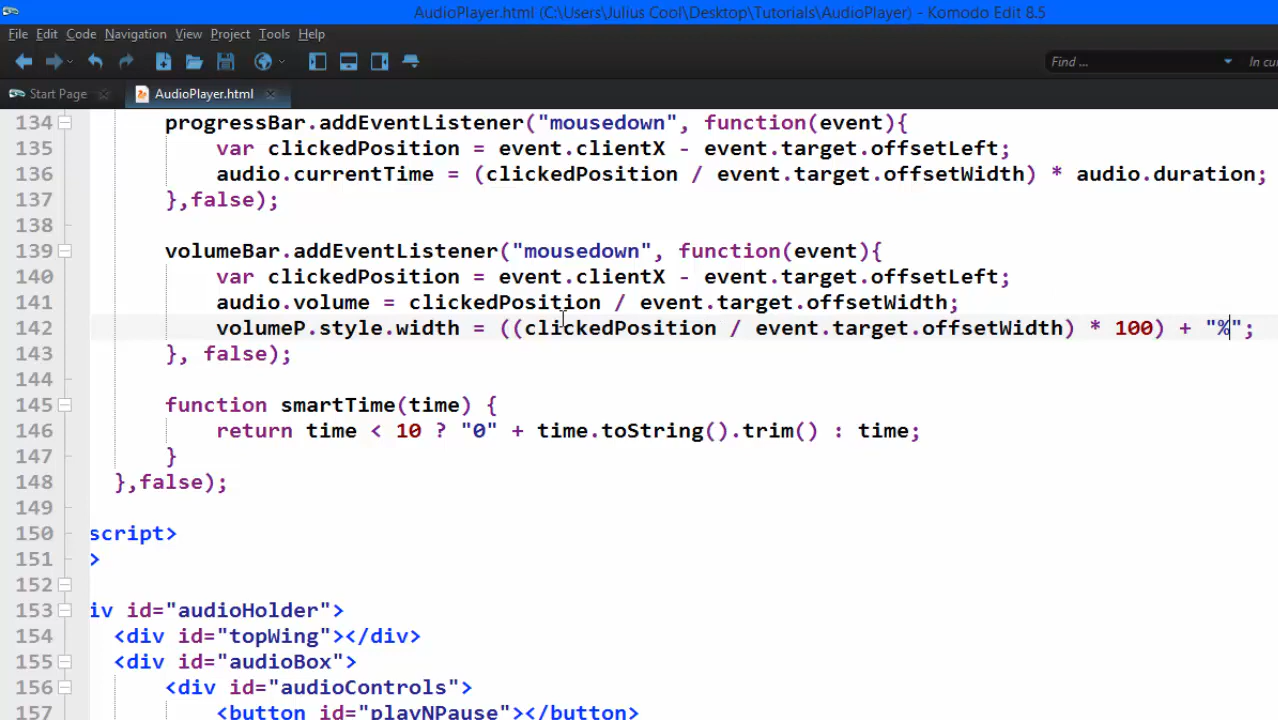 AudioPlayer.html (C:\Users\Julius Cool\Desktop\Tutorials\AudioPlayer) - Komodo Edit 8.5
File Edit Code Navigation View Project Tools Help
Find ... In cu
Start Page AudioPlayer.html
134 progressBar.addEventListener("mousedown", function(event){
135 var clickedPosition = event.clientX - event.target.offsetLeft;
136 audio.currentTime = (clickedPosition / event.target.offsetWidth) * audio.duration;
137 },false);
138
139 volumeBar.addEventListener("mousedown", function(event){
140 var clickedPosition = event.clientX - event.target.offsetLeft;
141 audio.volume = clickedPosition / event.target.offsetWidth;
142 volumeP.style.width = ((clickedPosition / event.target.offsetWidth) * 100) + "%";
143 }, false);
144
145 function smartTime(time) {
146 return time < 10 ? "0" + time.toString().trim() : time;
147 }
148 },false);
149
150 script>
151 >
152
153 iv id="audioHolder">
154 <div id="topWing"></div>
155 <div id="audioBox">
156 <div id="audioControls">
157 <button id="playNPause"></button>